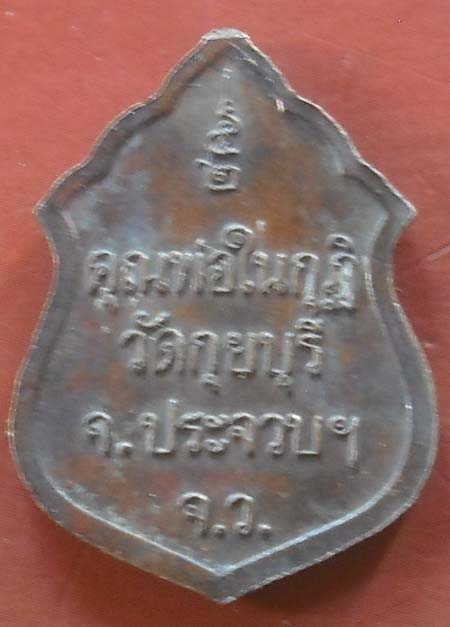 คุณพ่อในกุฏิ
วัดกุยบุรี
จ.ประจวบฯ
จ.ว.